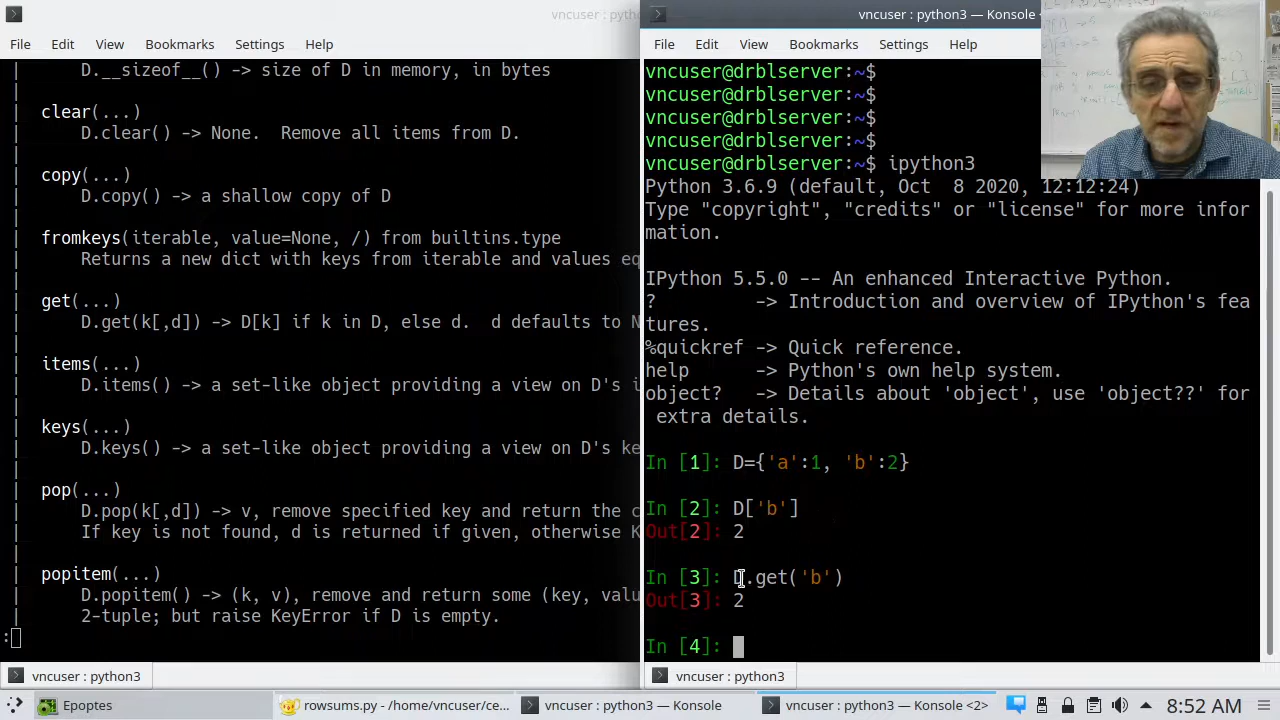 vncuser : python3 — Konsole
File Edit View Bookmarks Settings Help
| D.__sizeof__() -> size of D in memory, in bytes
|
| clear(...)
| D.clear() -> None.  Remove all items from D.
|
| copy(...)
| D.copy() -> a shallow copy of D
|
| fromkeys(iterable, value=None, /) from builtins.type
| Returns a new dict with keys from iterable and values eq
|
| get(...)
| D.get(k[,d]) -> D[k] if k in D, else d.  d defaults to N
|
| items(...)
| D.items() -> a set-like object providing a view on D's i
|
| keys(...)
| D.keys() -> a set-like object providing a view on D's ke
|
| pop(...)
| D.pop(k[,d]) -> v, remove specified key and return the c
| If key is not found, d is returned if given, otherwise K
|
| popitem(...)
| D.popitem() -> (k, v), remove and return some (key, valu
| 2-tuple; but raise KeyError if D is empty.
:
vncuser : python3
File Edit View Bookmarks Settings Help
vncuser@drblserver:~$
vncuser@drblserver:~$
vncuser@drblserver:~$
vncuser@drblserver:~$
vncuser@drblserver:~$ ipython3
Python 3.6.9 (default, Oct  8 2020, 12:12:24)
Type "copyright", "credits" or "license" for more infor
mation.
IPython 5.5.0 -- An enhanced Interactive Python.
?         -> Introduction and overview of IPython's fea
tures.
%quickref -> Quick reference.
help      -> Python's own help system.
object?   -> Details about 'object', use 'object??' for
 extra details.
In [1]: D={'a':1, 'b':2}
In [2]: D['b']
Out[2]: 2
In [3]: D.get('b')
Out[3]: 2
In [4]:
vncuser : python3
Epoptes
rowsums.py - /home/vncuser/ce...
vncuser : python3 — Konsole
vncuser : python3 — Konsole <2>
8:52 AM